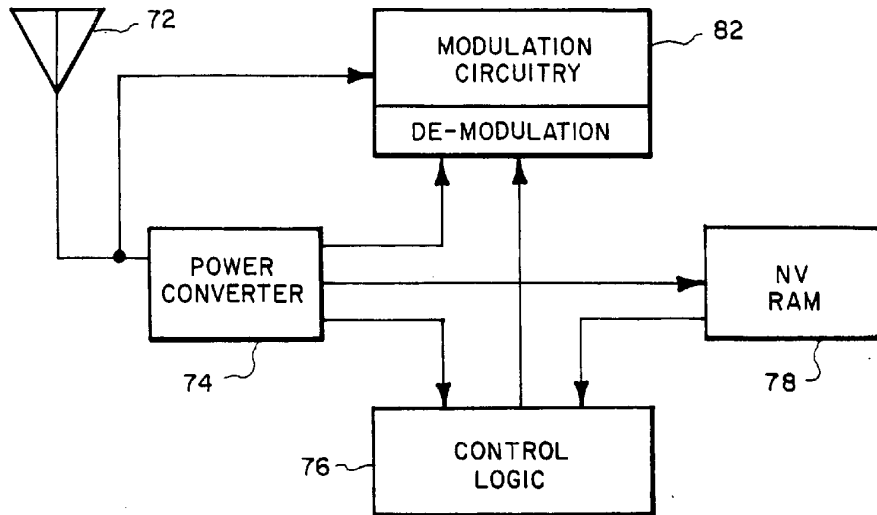 72
MODULATION
CIRCUITRY
82
DE-MODULATION
POWER
CONVERTER
74
NV
RAM
78
76
CONTROL
LOGIC